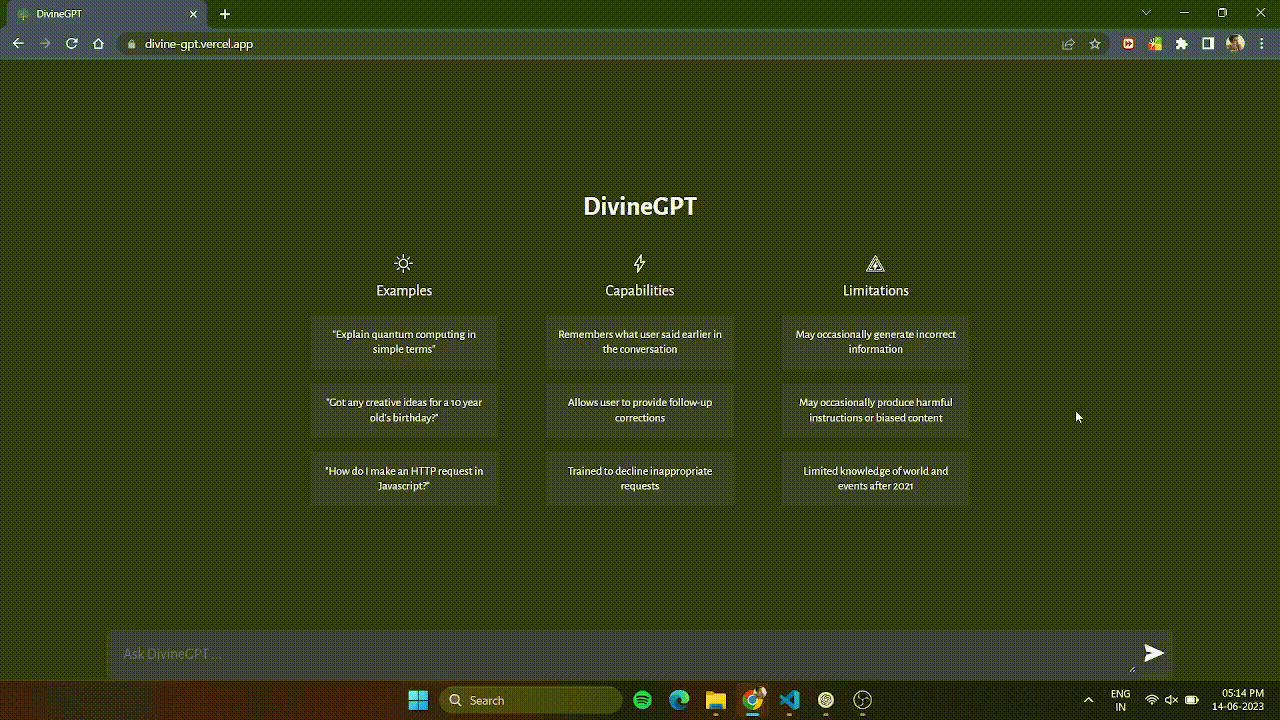 DivineGPT
divine-gpt.vercel.app
DivineGPT
Examples
"Explain quantum computing in
simple terms"
"Got any creative ideas for a 10 year
old's birthday?"
"How do I make an HTTP request in
Javascript?"
Capabilities
Remembers what user said earlier in
the conversation
Allows user to provide follow-up
corrections
Trained to decline inappropriate
requests
Limitations
May occasionally generate incorrect
information
May occasionally produce harmful
instructions or biased content
Limited knowledge of world and
events after 2021
Ask DivineGPT ...
Search
ENG
IN
05:14 PM
14-06-2023